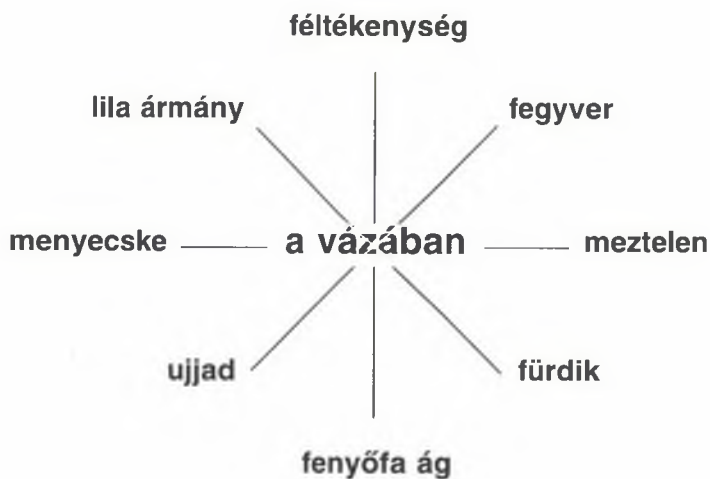 féltékenység
lila ármány
fegyver
menyecske
a vázában
meztelen
ujjad
fürdik
fenyőfa ág